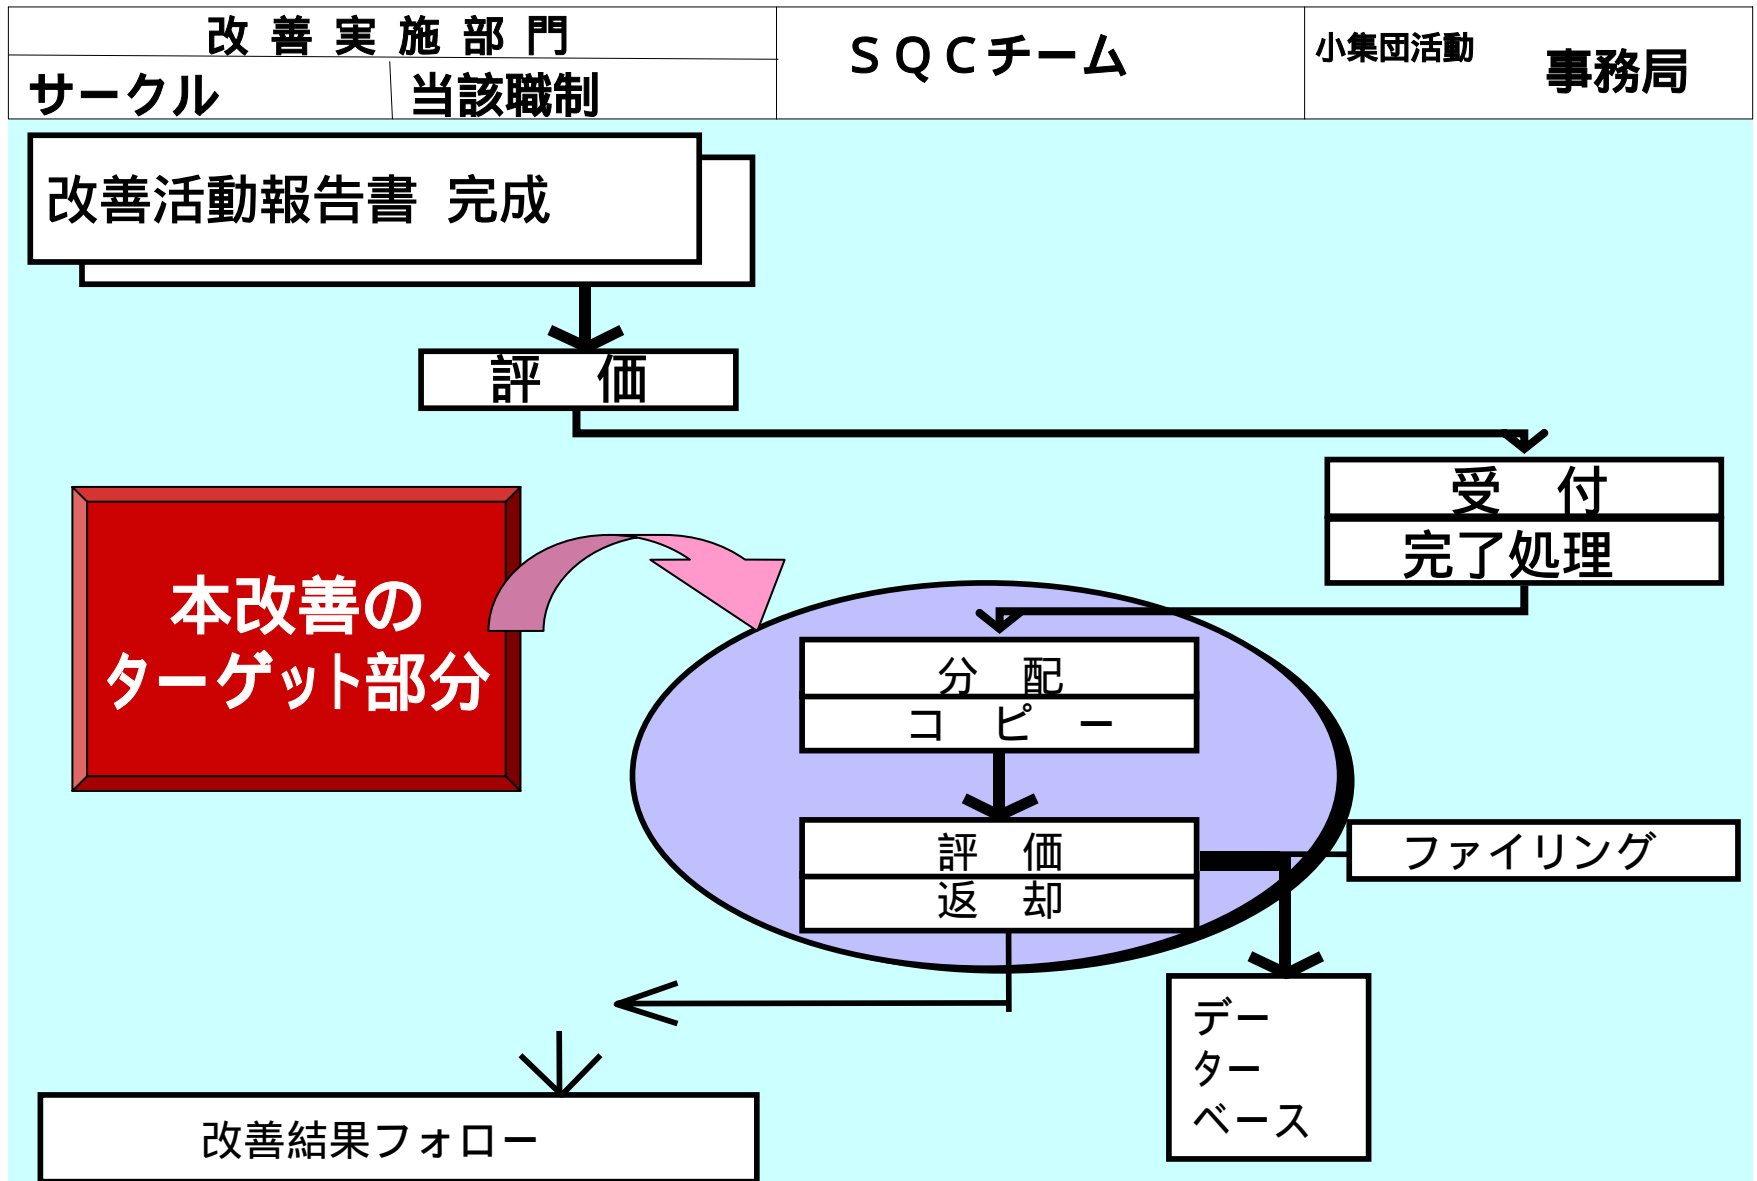 改 善 実 施 部 門
サークル
当該職制
ＳＱＣチーム
小集団活動
事務局
改善活動報告書 完成
評　価
受　付
完了処理
本改善の
ターゲット部分
分　配
コ　ピ　ー
評　価
返　却
ファイリング
デー
ター
ベース
改善結果フォロー